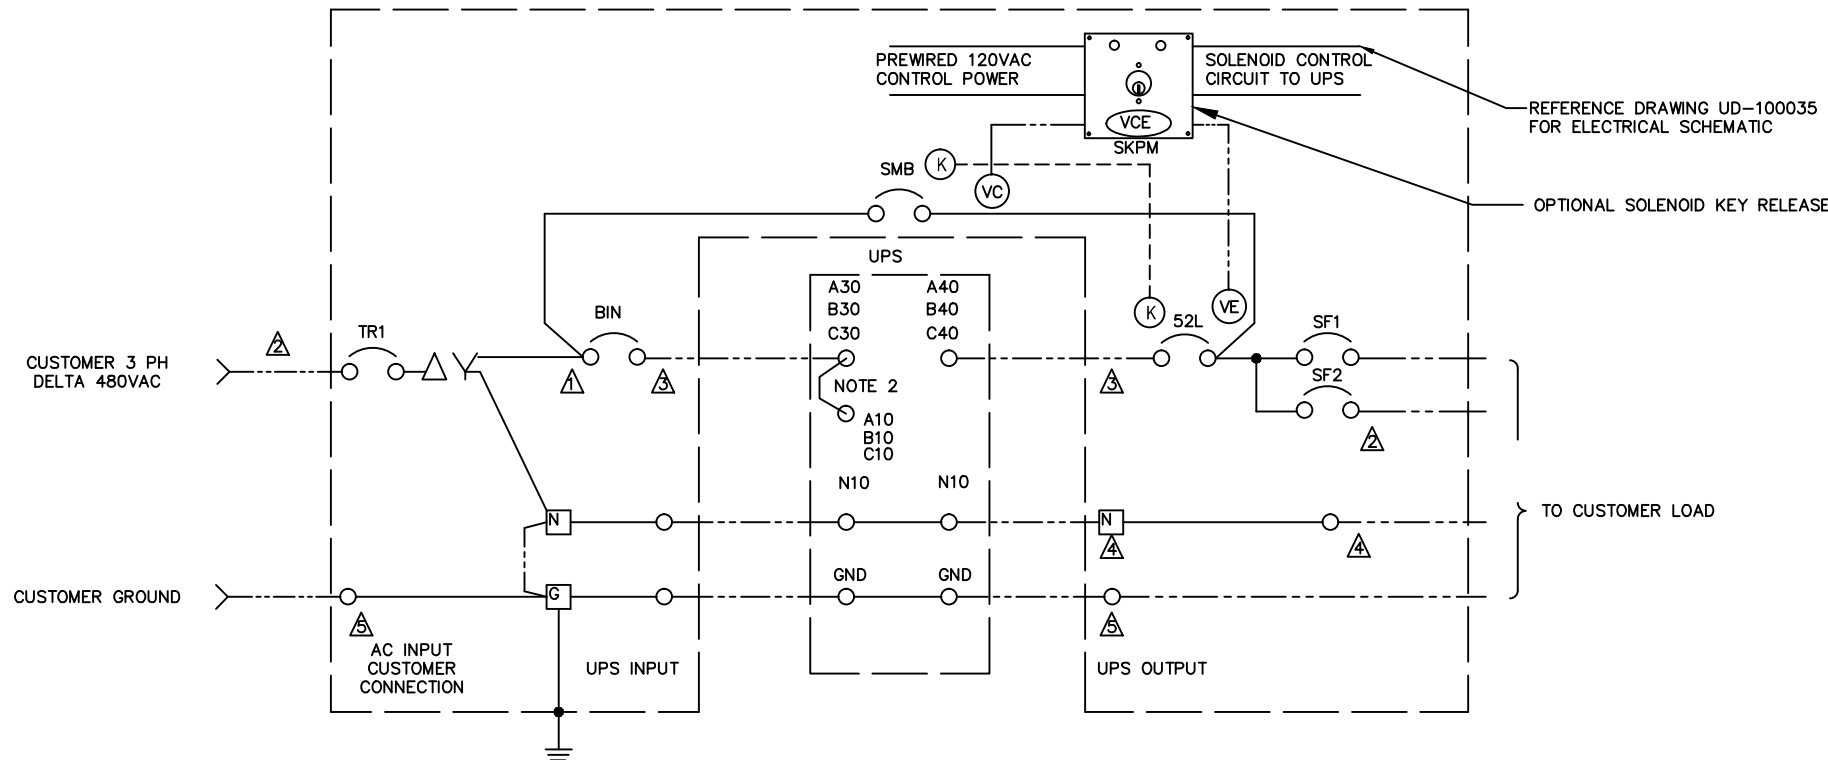 PREWIRED 120VAC
CONTROL POWER
SOLENOID CONTROL
CIRCUIT TO UPS
VCE
SKPM
REFERENCE DRAWING UD-100035
FOR ELECTRICAL SCHEMATIC
OPTIONAL SOLENOID KEY RELEASE
SMB
K
VC
UPS
A30
B30
C30
A40
B40
C40
K
VE
BIN
TR1
52L
SF1
SF2
2
CUSTOMER 3 PH
DELTA 480VAC
1
3
NOTE 2
A10
B10
C10
3
2
N10
N10
N
N
4
4
TO CUSTOMER LOAD
GND
GND
CUSTOMER GROUND
G
5
5
AC INPUT
CUSTOMER
CONNECTION
UPS INPUT
UPS OUTPUT